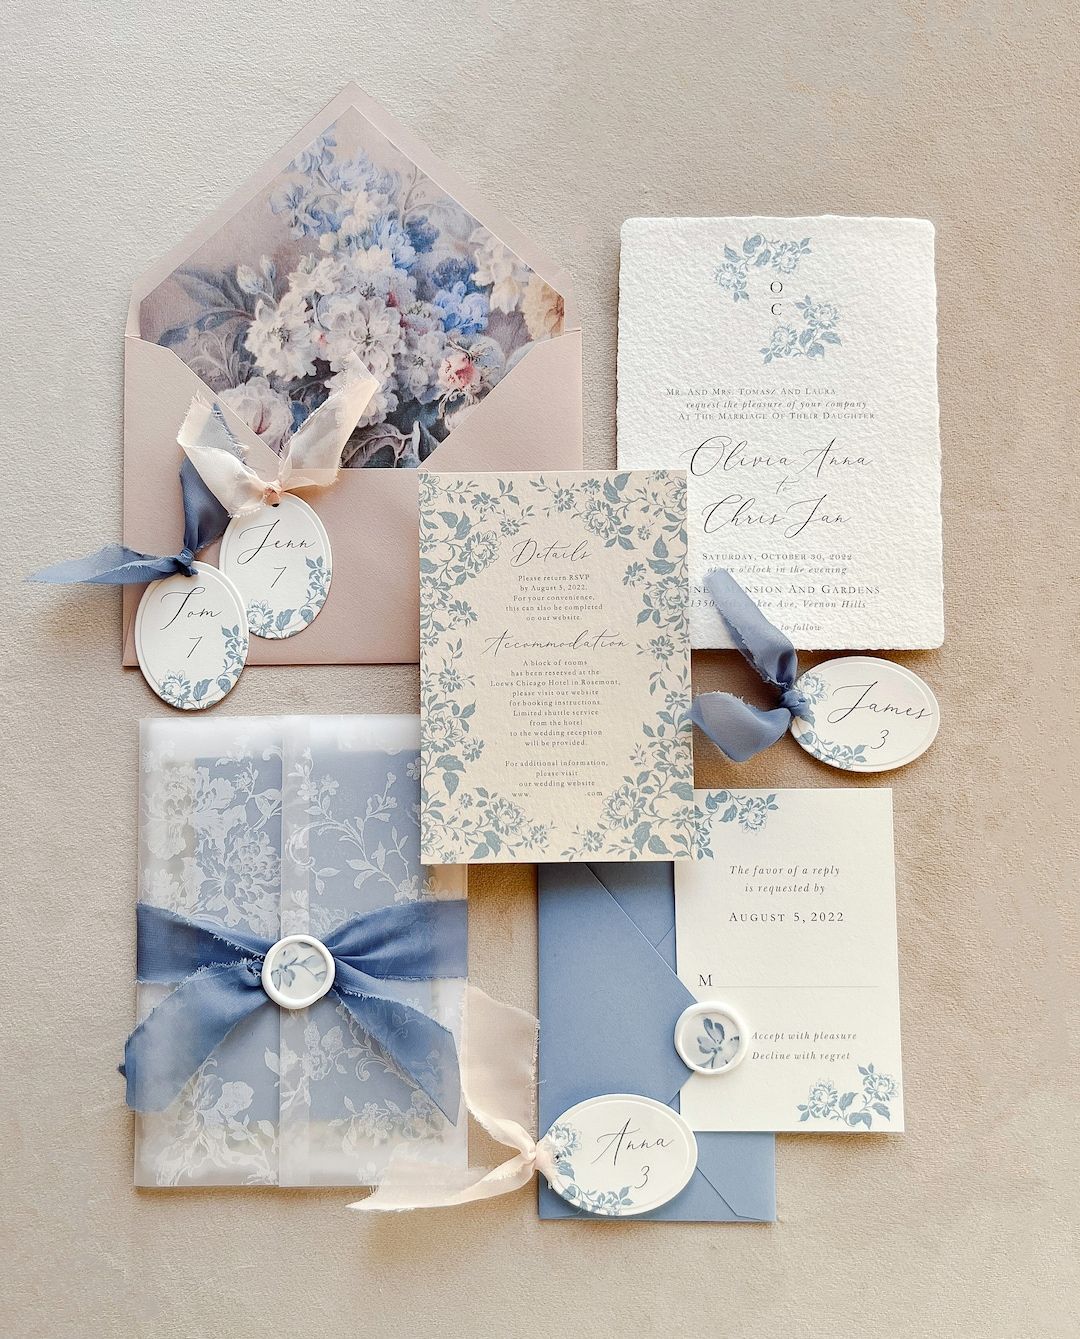 O
C
Mr. And Mrs. Tomasz And Laura
request the pleasure of your company
At The Marriage Of Their Daughter
Olivia Anna
to
Chris Jan
Saturday, October 30, 2022
at six o'clock in the evening
Mansion And Gardens
1350, Ave, Vernon Hills
to follow
Jenn
7
Tom
7
Details
Please return RSVP
by August 5, 2022.
For your convenience,
this can also be completed
on our website.
Accommodation
A block of rooms
has been reserved at the
Loews Chicago Hotel in Rosemont,
please visit our website
for booking instructions.
Limited shuttle service
from the hotel
to the wedding reception
will be provided.
For additional information,
please visit
our wedding website
www. .com
James
3
The favor of a reply
is requested by
August 5, 2022
M
Accept with pleasure
Decline with regret
Anna
3